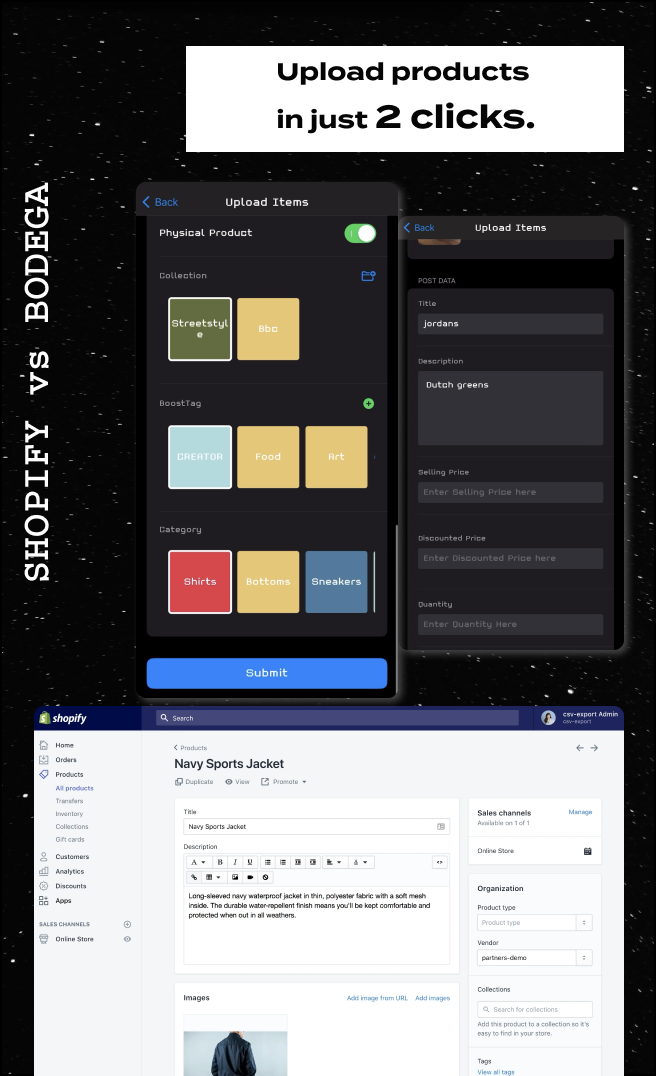 Upload products
in just 2 clicks.
SHOPIFY vs BODEGA
Back
Upload Items
Physical Product
Collection
Streetstyl
e
Bbc
BoostTag
CREATOR
Food
Art
Category
Shirts
Bottoms
Sneakers
Submit
Back
Upload Items
POST DATA
Title
jordans
Description
Dutch greens
Selling Price
Enter Selling Price here
Discounted Price
Enter Discounted Price here
Quantity
Enter Quantity Here
shopify
Search
csv-export Admin
csv-export
Home
Orders
Products
All products
Transfers
Inventory
Collections
Gift cards
Customers
Analytics
Discounts
Apps
SALES CHANNELS
Online Store
Products
Navy Sports Jacket
Duplicate
View
Promote
Title
Navy Sports Jacket
Description
Long-sleeved navy waterproof jacket in thin, polyester fabric with a soft mesh
inside. The durable water-repellent finish means you'll be kept comfortable and
protected when out in all weathers.
Images
Add image from URL
Add images
Sales channels
Manage
Available on 1 of 1
Online Store
Organization
Product type
Product type
Vendor
partners-demo
Collections
Search for collections
Add this product to a collection so it's
easy to find in your store.
Tags
View all tags